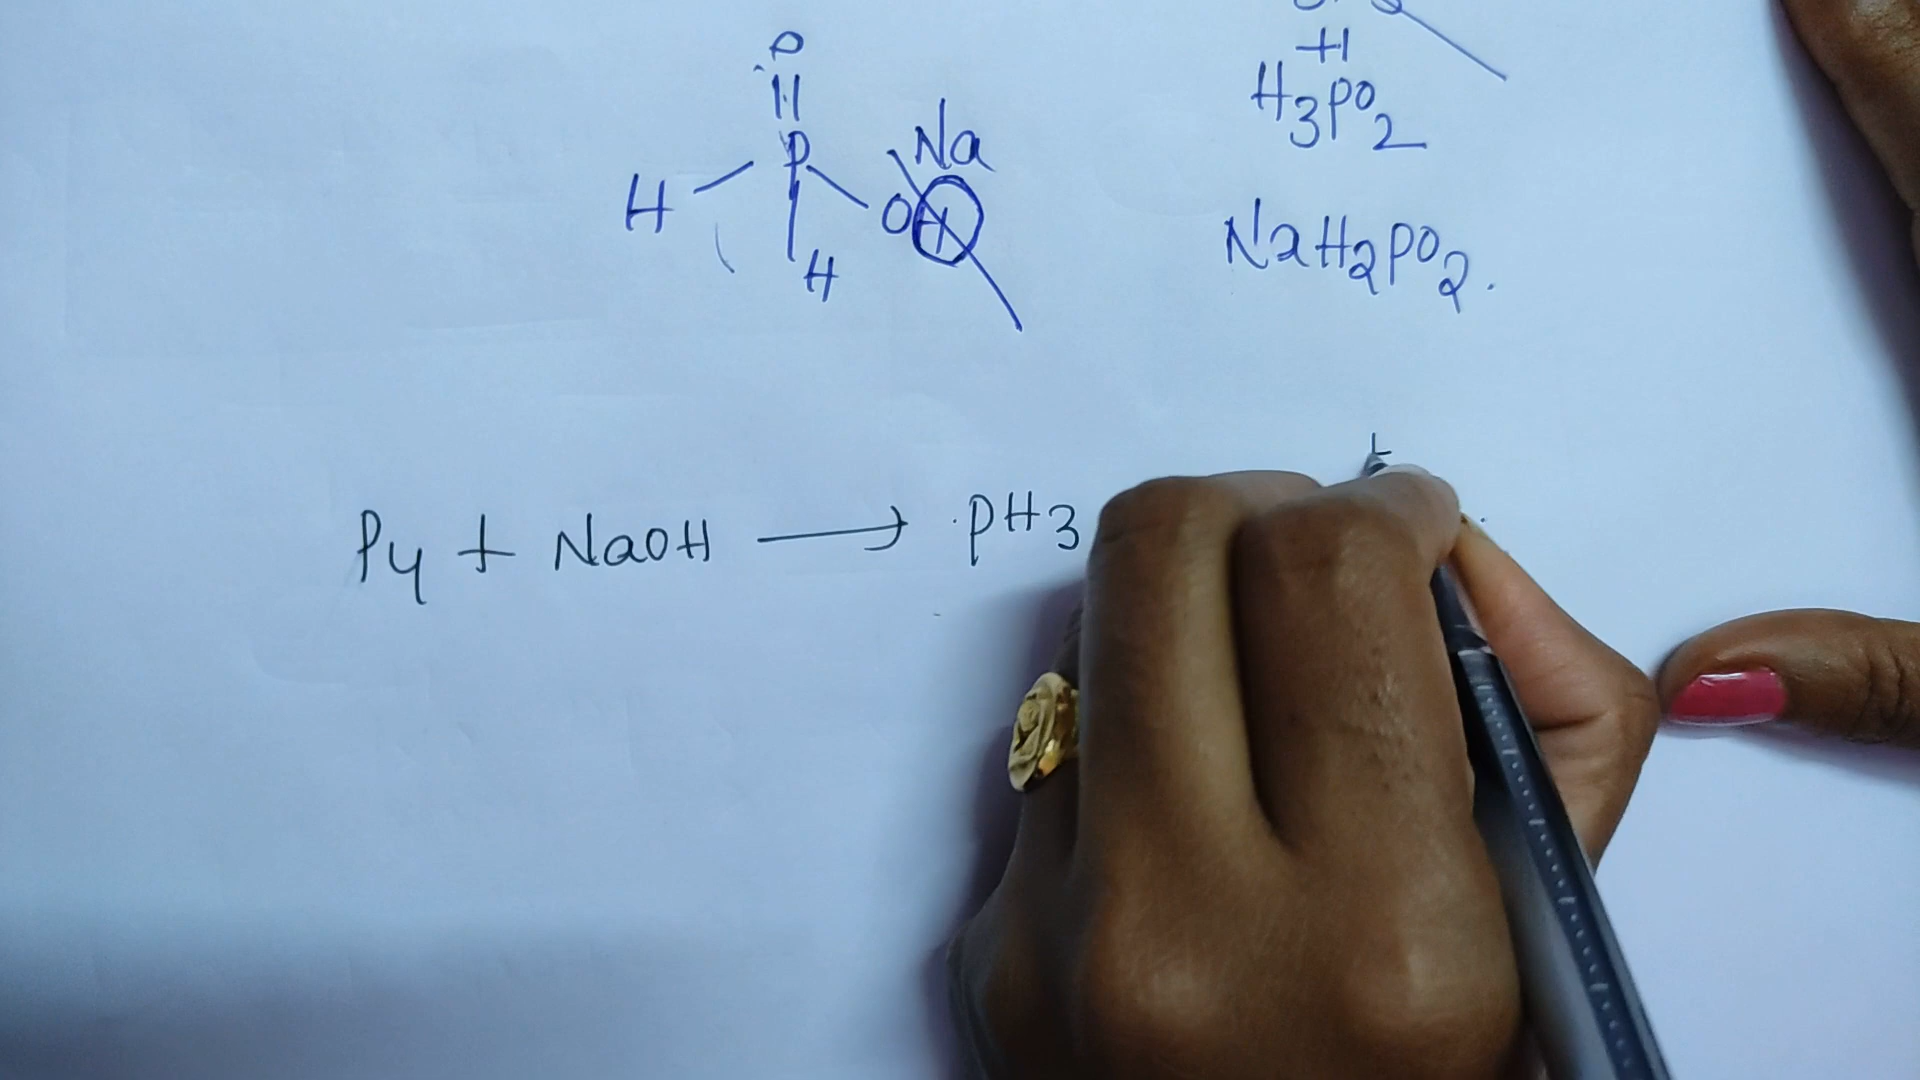 +1
H3PO2
O
||
P
Na
H
OH
H
NaH2PO2.
P4 + NaOH ⟶ PH3